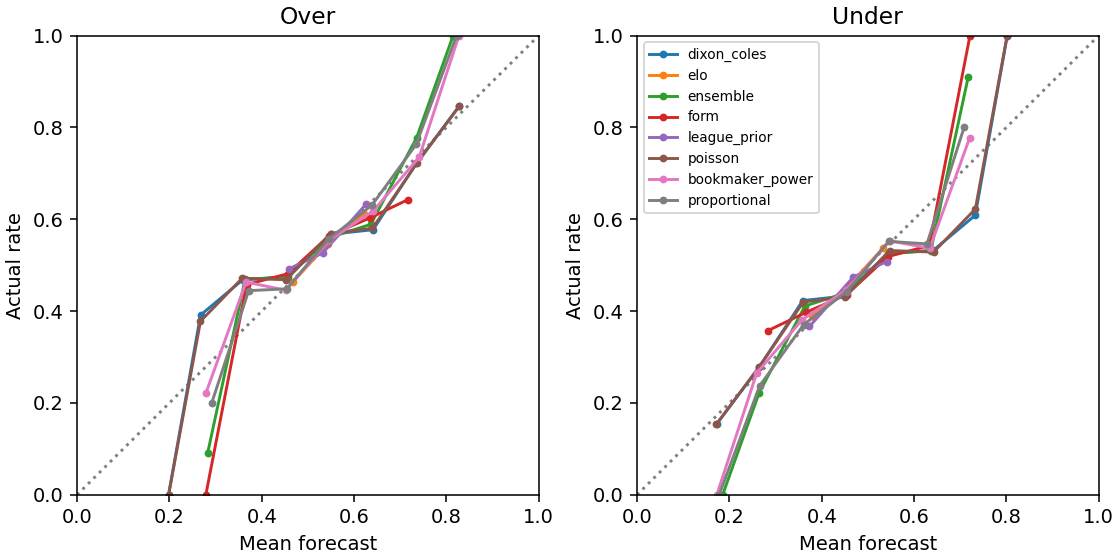 Over
Under
Actual rate
1.0
0.8
0.6
0.4
0.2
0.0
0.0 0.2 0.4 0.6 0.8 1.0
Mean forecast
Actual rate
1.0
0.8
0.6
0.4
0.2
0.0
dixon_coles
elo
ensemble
form
league_prior
poisson
bookmaker_power
proportional
0.0 0.2 0.4 0.6 0.8 1.0
Mean forecast